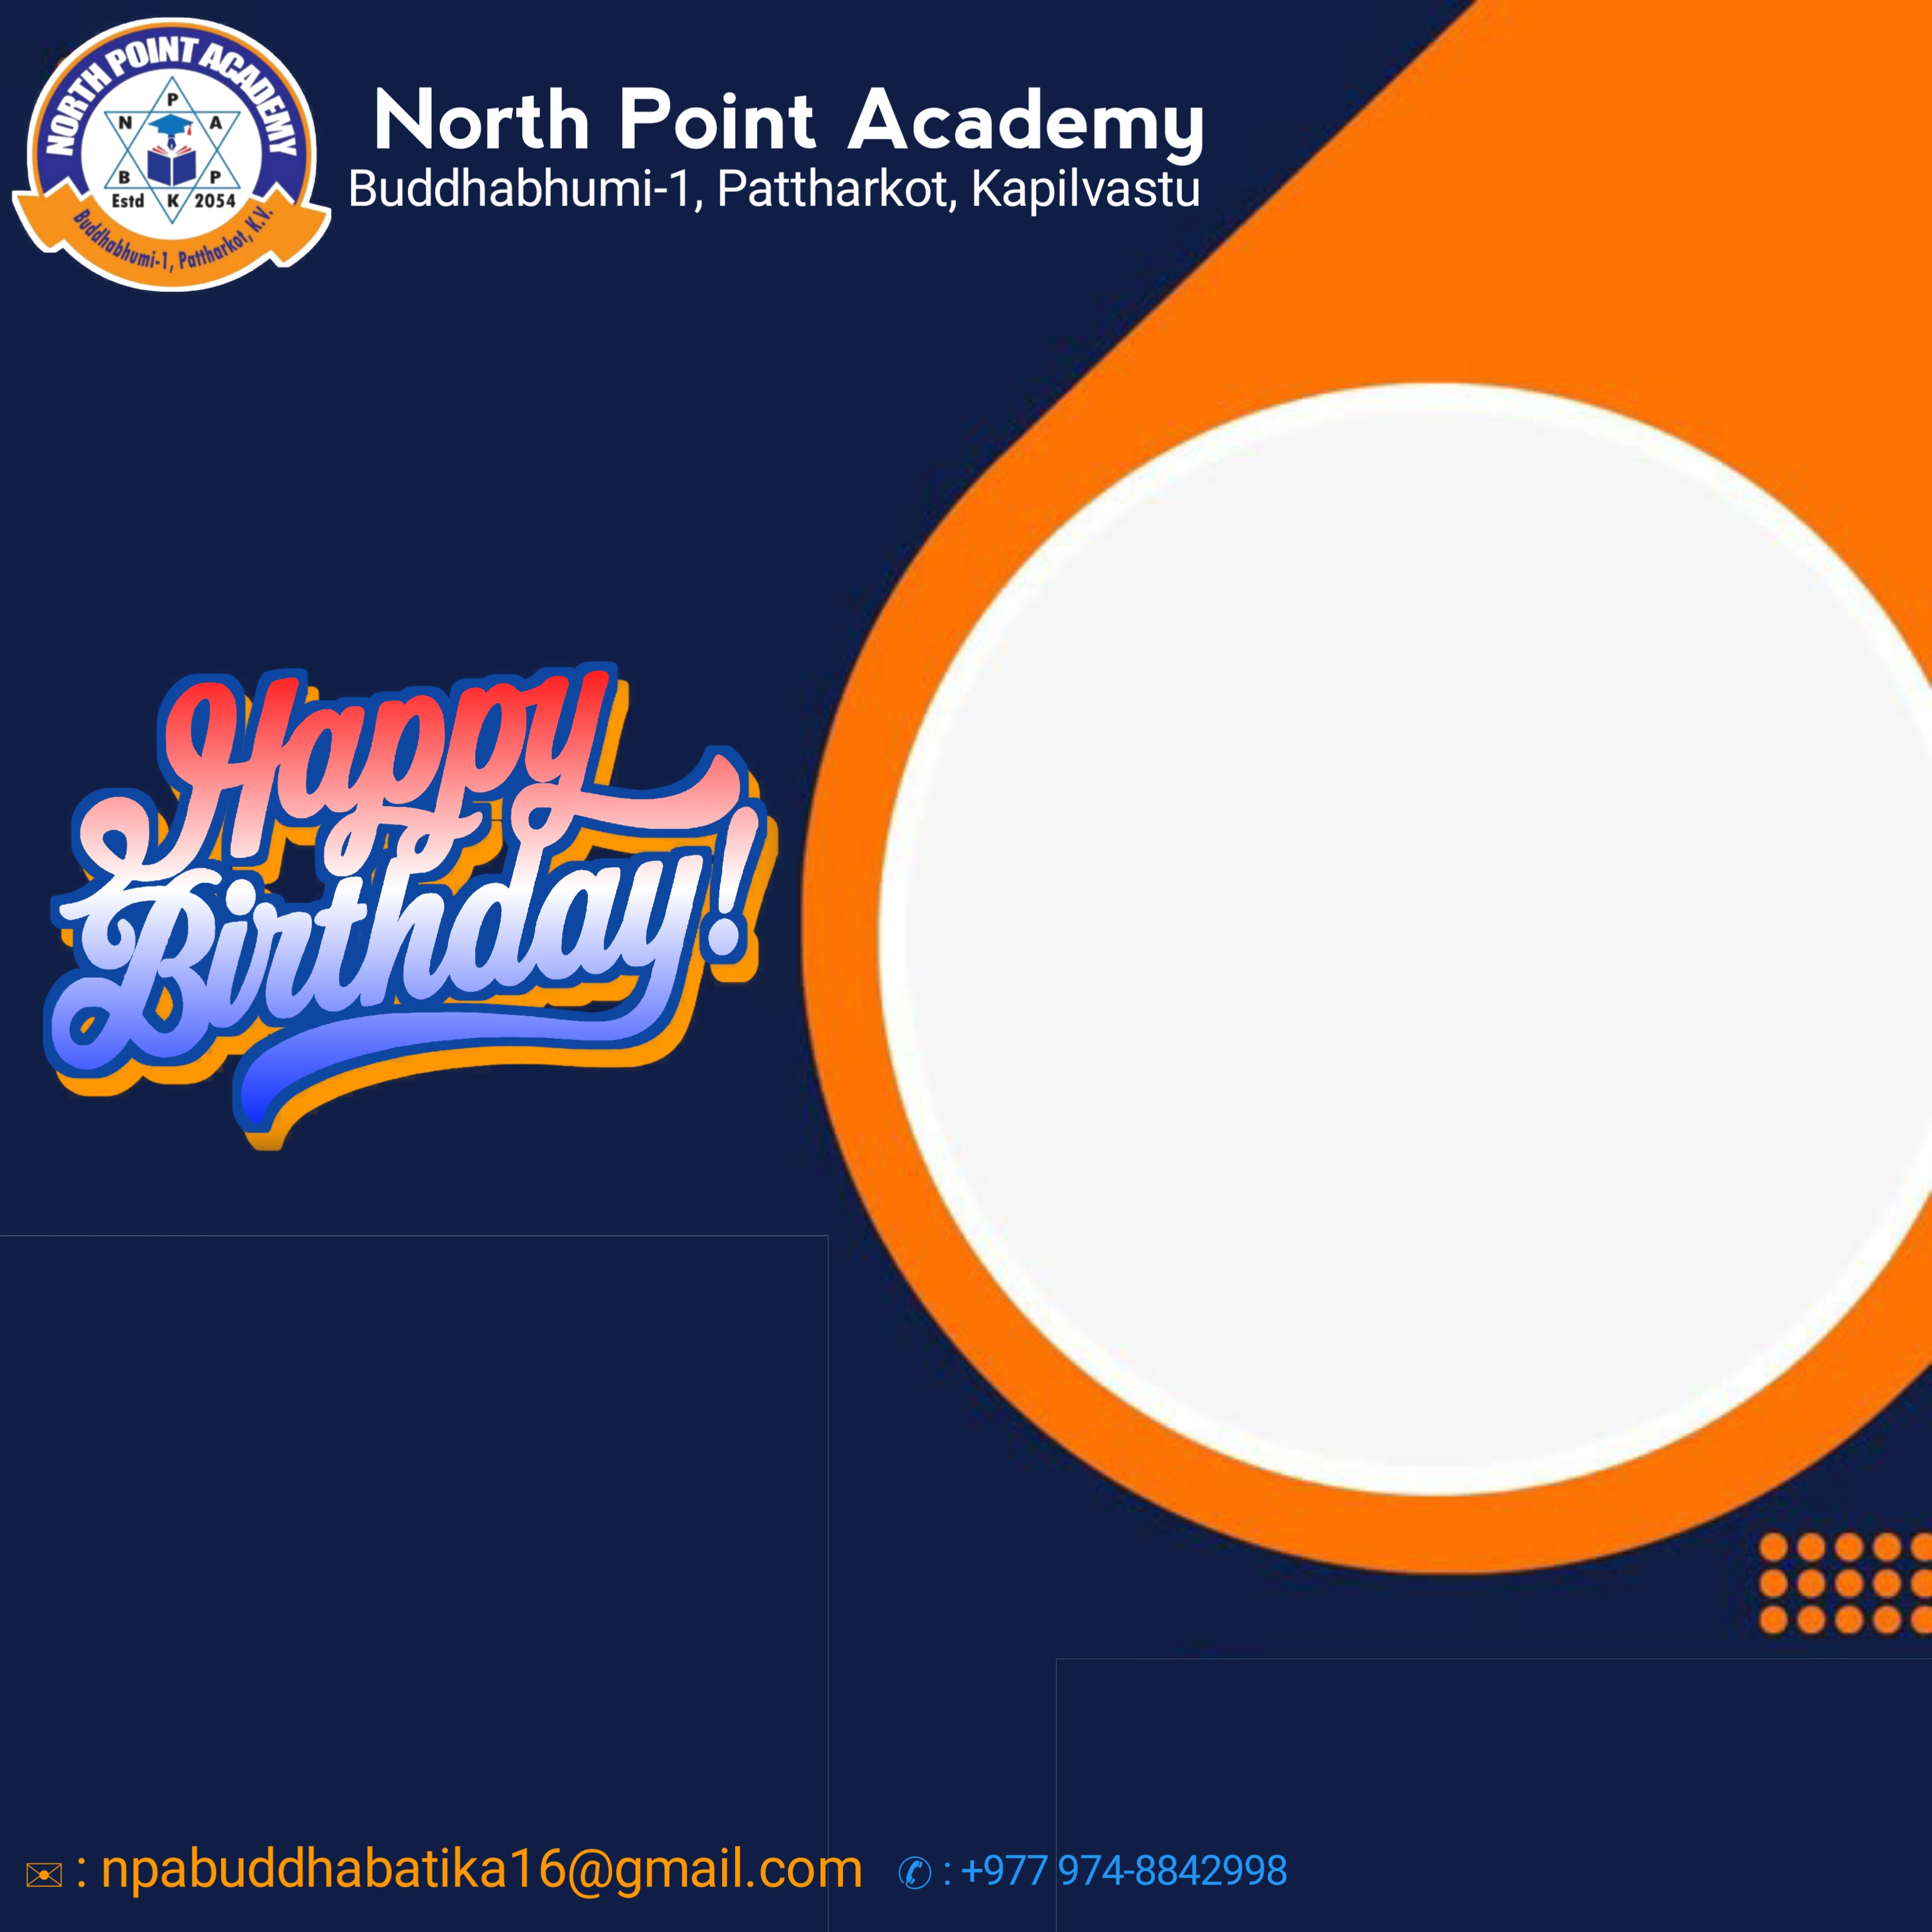 NORTH POINT ACADEMY
P
N A
B P
Estd K 2054
Buddhabhumi-1, Pattharkot, K.V.
North Point Academy
Buddhabhumi-1, Pattharkot, Kapilvastu
Happy
Birthday!
✉ : npabuddhabatika16@gmail.com ✆ : +977 974-8842998